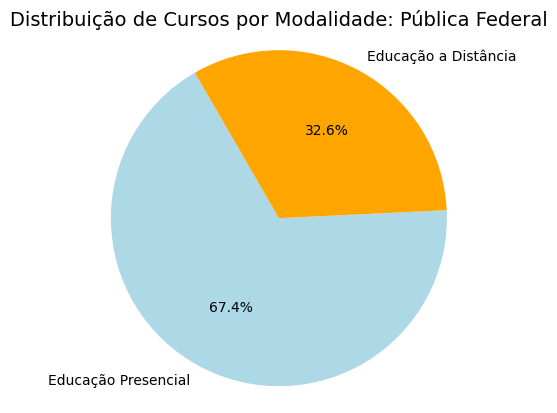 Distribuição de Cursos por Modalidade: Pública Federal
Educação a Distância
32.6%
67.4%
Educação Presencial